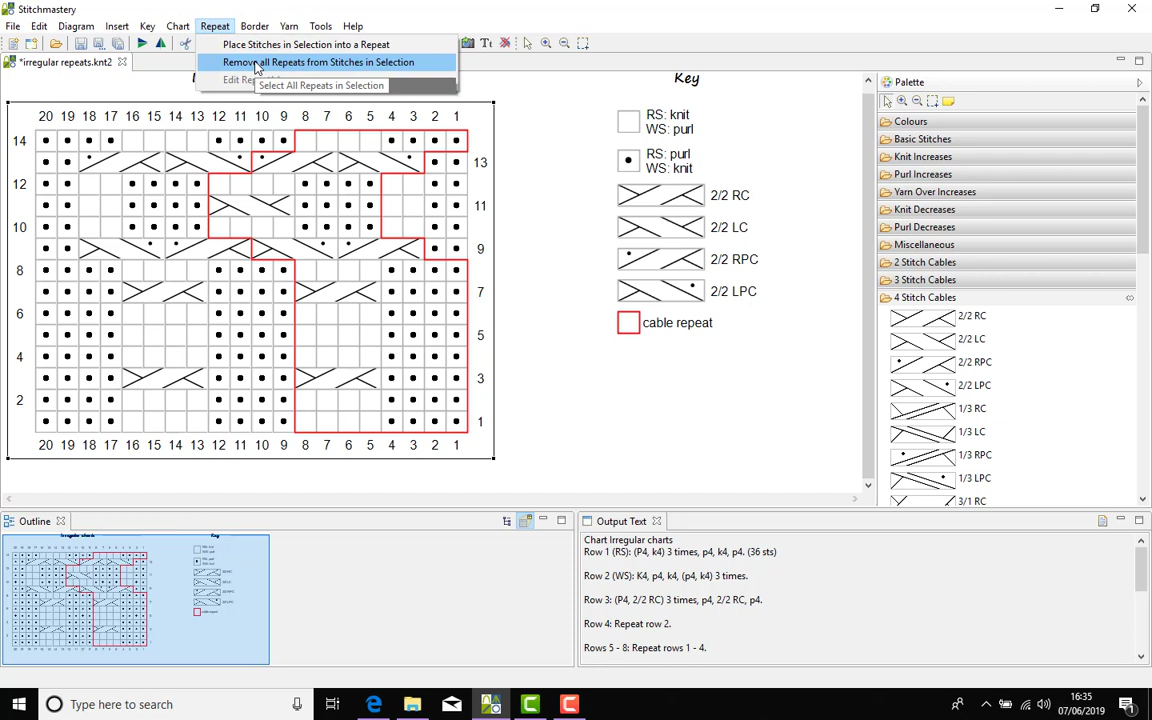 Stitchmastery
File Edit Diagram Insert Key Chart Repeat Border Yarn Tools Help
Place Stitches in Selection into a Repeat
Remove all Repeats from Stitches in Selection
Select All Repeats in Selection
*irregular repeats.knt2
Key
20 19 18 17 16 15 14 13 12 11 10 9 8 7 6 5 4 3 2 1
14
13
12
11
10
9
8
7
6
5
4
3
2
1
20 19 18 17 16 15 14 13 12 11 10 9 8 7 6 5 4 3 2 1
RS: knit
WS: purl
RS: purl
WS: knit
2/2 RC
2/2 LC
2/2 RPC
2/2 LPC
cable repeat
Palette
Colours
Basic Stitches
Knit Increases
Purl Increases
Yarn Over Increases
Knit Decreases
Purl Decreases
Miscellaneous
2 Stitch Cables
3 Stitch Cables
4 Stitch Cables
2/2 RC
2/2 LC
2/2 RPC
2/2 LPC
1/3 RC
1/3 LC
1/3 RPC
1/3 LPC
3/1 RC
Outline
Output Text
Chart Irregular charts
Row 1 (RS): (P4, k4) 3 times, p4, k4, p4. (36 sts)
Row 2 (WS): K4, p4, k4, (p4, k4) 3 times.
Row 3: (P4, 2/2 RC) 3 times, p4, 2/2 RC, p4.
Row 4: Repeat row 2.
Rows 5 - 8: Repeat rows 1 - 4.
Type here to search
16:35
07/06/2019
1